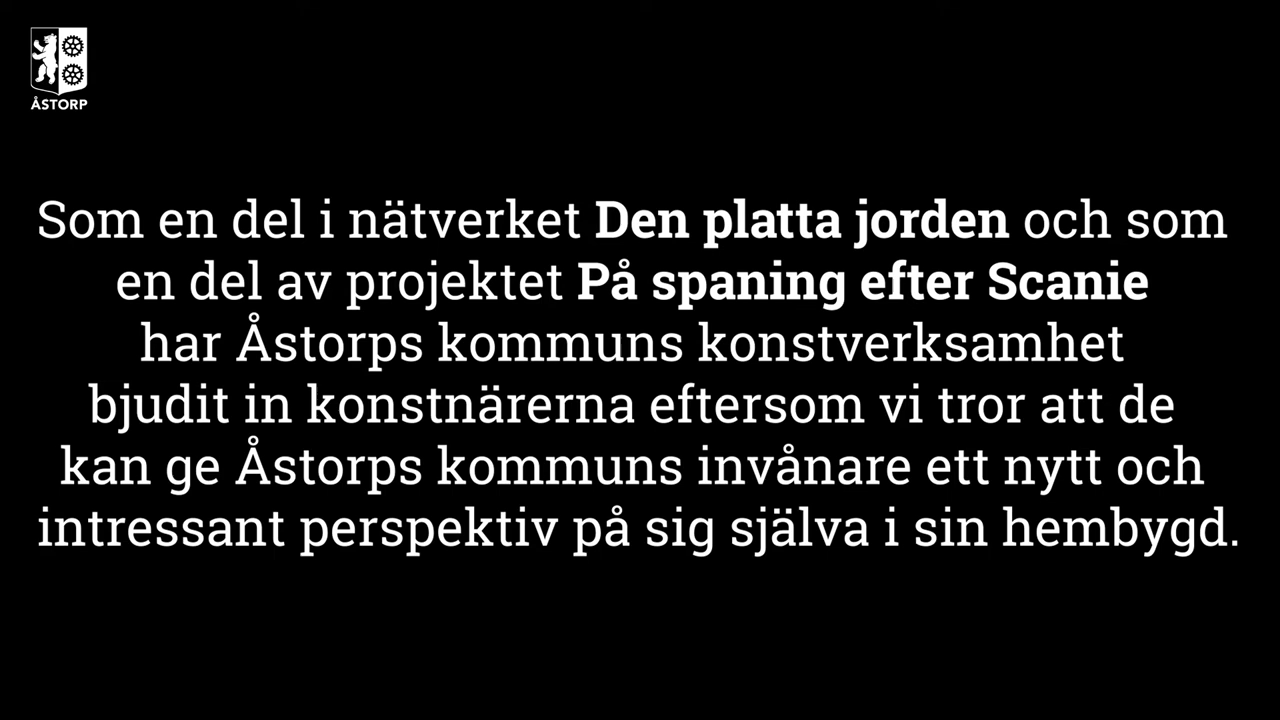 ÅSTORP
Som en del i nätverket Den platta jorden och som
en del av projektet På spaning efter Scanie
har Åstorps kommuns konstverksamhet
bjudit in konstnärerna eftersom vi tror att de
kan ge Åstorps kommuns invånare ett nytt och
intressant perspektiv på sig själva i sin hembygd.